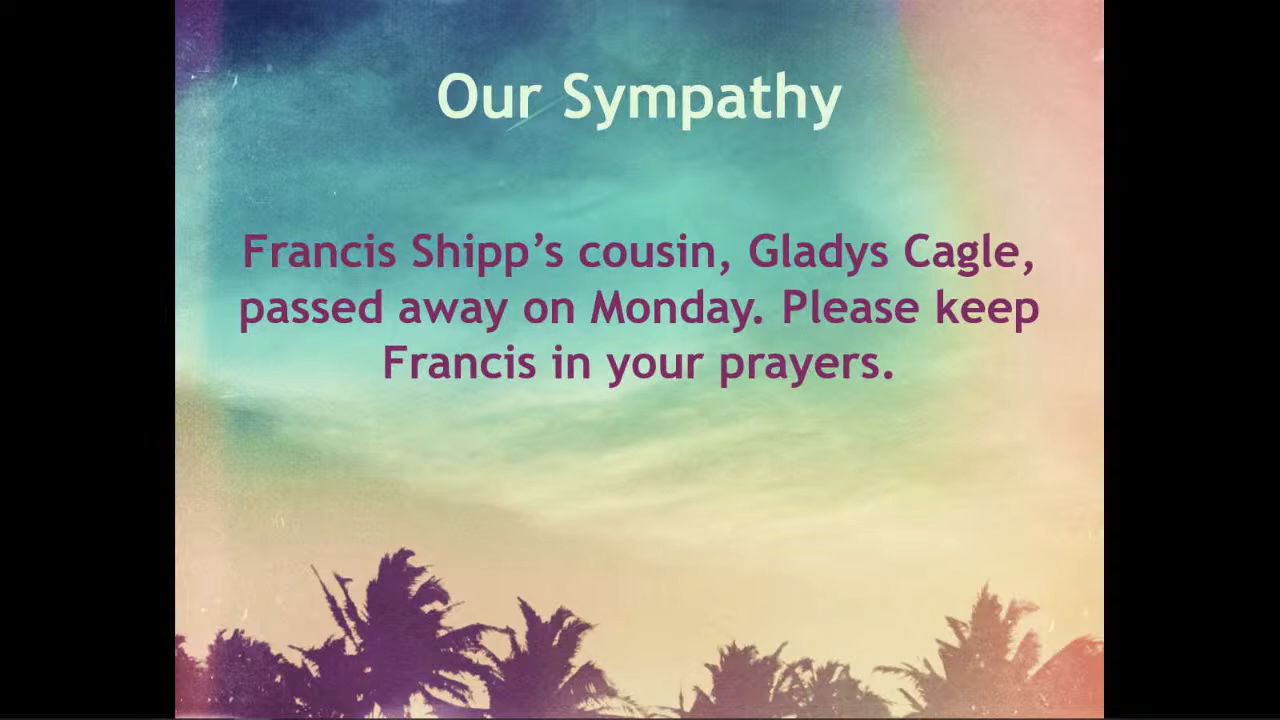 Our Sympathy
Francis Shipp’s cousin, Gladys Cagle,
passed away on Monday. Please keep
Francis in your prayers.